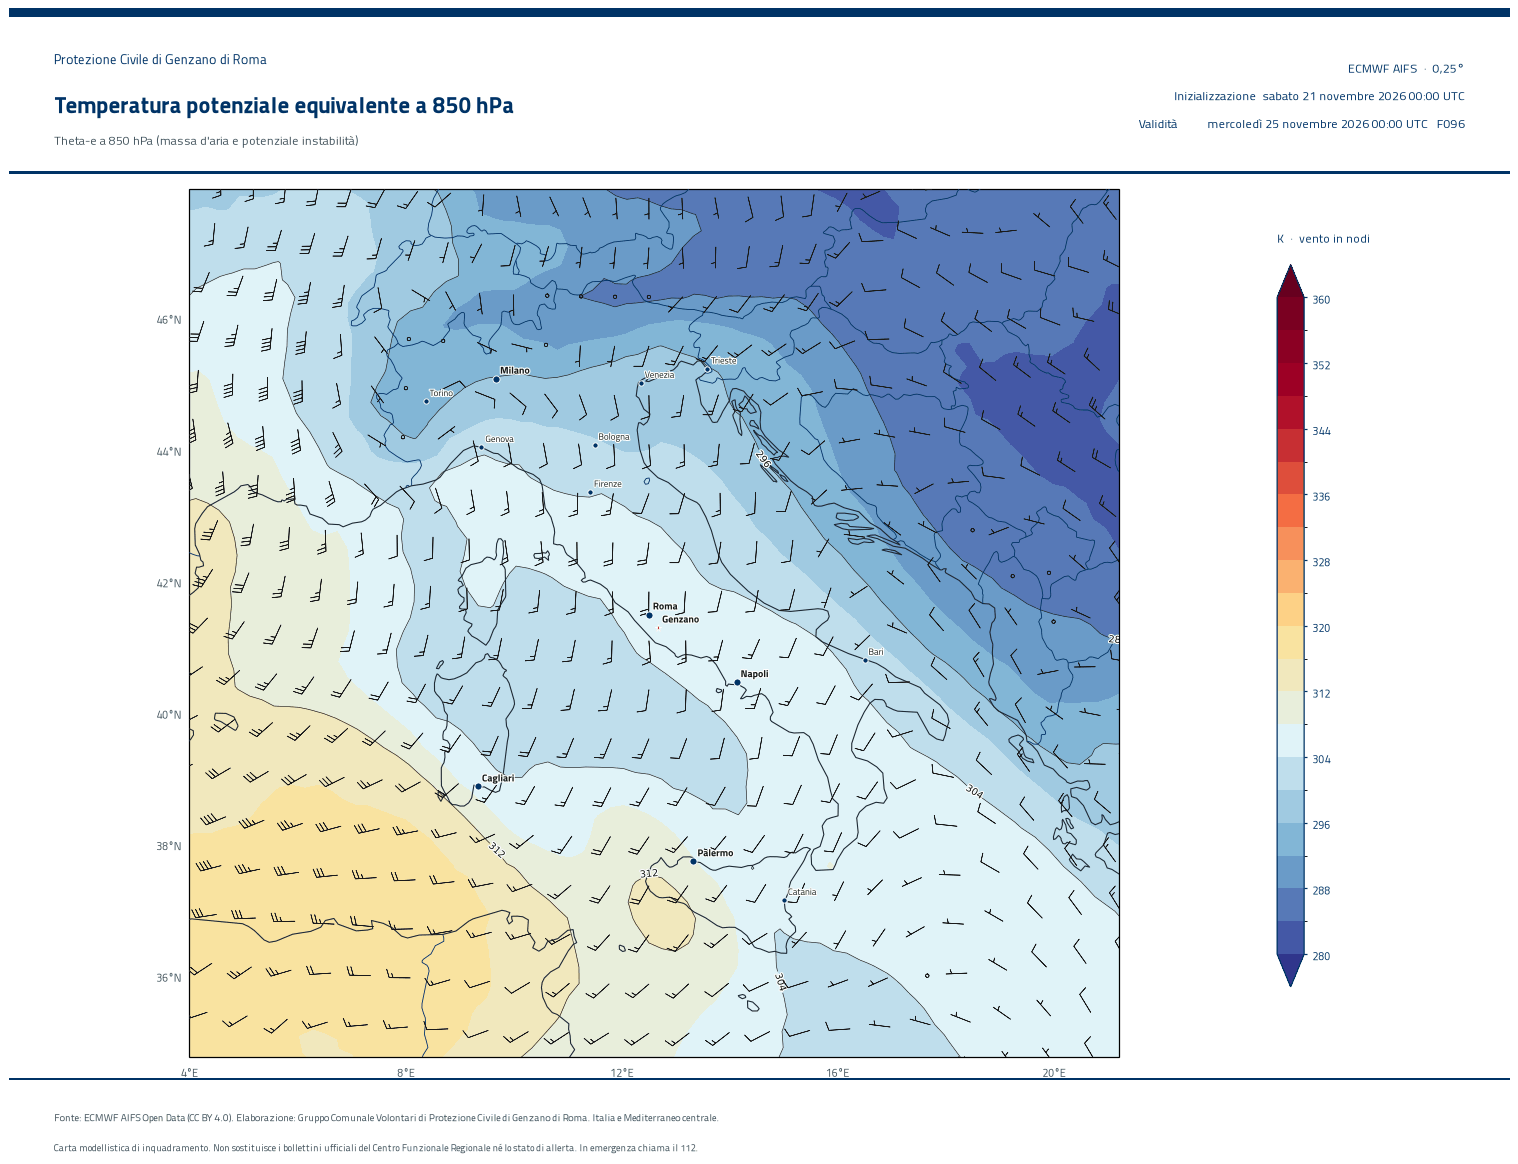 Protezione Civile di Genzano di Roma
Temperatura potenziale equivalente a 850 hPa
Theta-e a 850 hPa (massa d'aria e potenziale instabilità)
ECMWF AIFS · 0,25°
Inizializzazione sabato 21 novembre 2026 00:00 UTC
Validità mercoledì 25 novembre 2026 00:00 UTC F096
K · vento in nodi
360
352
344
336
328
320
312
304
296
288
280
46°N
44°N
42°N
40°N
38°N
36°N
4°E
8°E
12°E
16°E
20°E
Trieste
Milano
Venezia
Torino
Genova
Bologna
296
Firenze
Roma
Genzano
28
Bari
Napoli
Cagliari
304
312
Palermo
312
Catania
304
Fonte: ECMWF AIFS Open Data (CC BY 4.0). Elaborazione: Gruppo Comunale Volontari di Protezione Civile di Genzano di Roma. Italia e Mediterraneo centrale.
Carta modellistica di inquadramento. Non sostituisce i bollettini ufficiali del Centro Funzionale Regionale né lo stato di allerta. In emergenza chiama il 112.